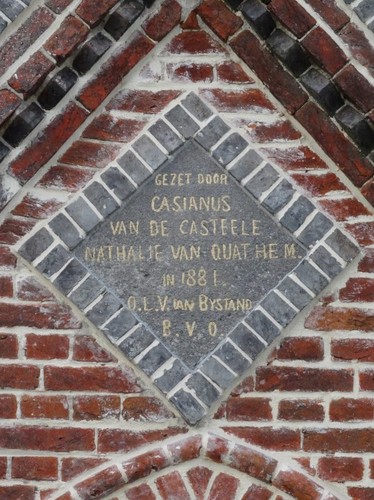 GEZET DOOR
CASIANUS
VAN DE CASTEELE
NATHALIE VAN QUATHEM.
IN 1881.
O.L.V. VAN BYSTAND
B.V.O.